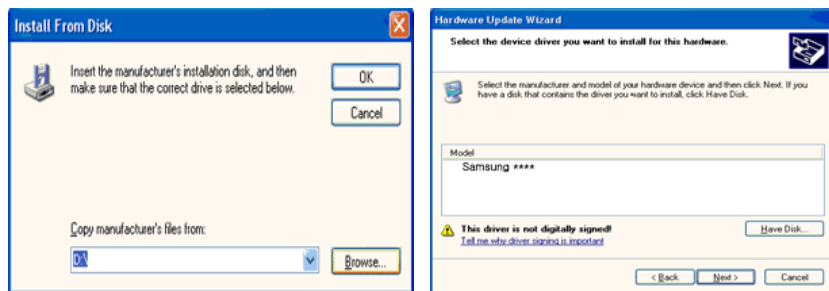 Install From Disk
Insert the manufacturer's installation disk, and then
make sure that the correct drive is selected below.
OK
Cancel
Copy manufacturer's files from:
D:\
Browse...
Hardware Update Wizard
Select the device driver you want to install for this hardware.
Select the manufacturer and model of your hardware device and then click Next. If you
have a disk that contains the driver you want to install, click Have Disk.
Model
Samsung ****
This driver is not digitally signed!
Tell me why driver signing is important
Have Disk...
< Back
Next >
Cancel